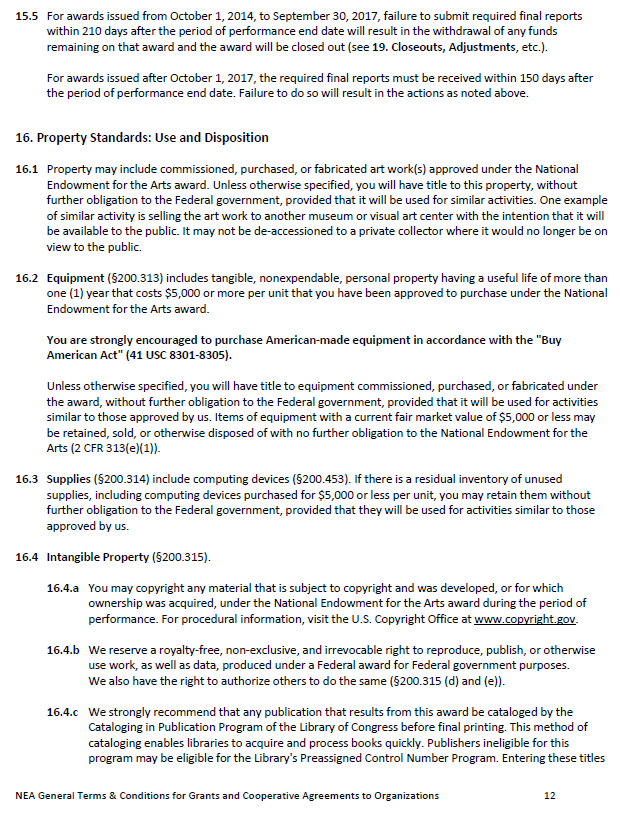 15.5 For awards issued from October 1, 2014, to September 30, 2017, failure to submit required final reports
within 210 days after the period of performance end date will result in the withdrawal of any funds
remaining on that award and the award will be closed out (see 19. Closeouts, Adjustments, etc.).
For awards issued after October 1, 2017, the required final reports must be received within 150 days after
the period of performance end date. Failure to do so will result in the actions as noted above.
16. Property Standards: Use and Disposition
16.1 Property may include commissioned, purchased, or fabricated art work(s) approved under the National
Endowment for the Arts award. Unless otherwise specified, you will have title to this property, without
further obligation to the Federal government, provided that it will be used for similar activities. One example
of similar activity is selling the art work to another museum or visual art center with the intention that it will
be available to the public. It may not be de-accessioned to a private collector where it would no longer be on
view to the public.
16.2 Equipment (§200.313) includes tangible, nonexpendable, personal property having a useful life of more than
one (1) year that costs $5,000 or more per unit that you have been approved to purchase under the National
Endowment for the Arts award.
You are strongly encouraged to purchase American-made equipment in accordance with the "Buy
American Act" (41 USC 8301-8305).
Unless otherwise specified, you will have title to equipment commissioned, purchased, or fabricated under
the award, without further obligation to the Federal government, provided that it will be used for activities
similar to those approved by us. Items of equipment with a current fair market value of $5,000 or less may
be retained, sold, or otherwise disposed of with no further obligation to the National Endowment for the
Arts (2 CFR 313(e)(1)).
16.3 Supplies (§200.314) include computing devices (§200.453). If there is a residual inventory of unused
supplies, including computing devices purchased for $5,000 or less per unit, you may retain them without
further obligation to the Federal government, provided that they will be used for activities similar to those
approved by us.
16.4 Intangible Property (§200.315).
16.4.a You may copyright any material that is subject to copyright and was developed, or for which
ownership was acquired, under the National Endowment for the Arts award during the period of
performance. For procedural information, visit the U.S. Copyright Office at www.copyright.gov.
16.4.b We reserve a royalty-free, non-exclusive, and irrevocable right to reproduce, publish, or otherwise
use work, as well as data, produced under a Federal award for Federal government purposes.
We also have the right to authorize others to do the same (§200.315 (d) and (e)).
16.4.c We strongly recommend that any publication that results from this award be cataloged by the
Cataloging in Publication Program of the Library of Congress before final printing. This method of
cataloging enables libraries to acquire and process books quickly. Publishers ineligible for this
program may be eligible for the Library's Preassigned Control Number Program. Entering these titles
NEA General Terms & Conditions for Grants and Cooperative Agreements to Organizations 12